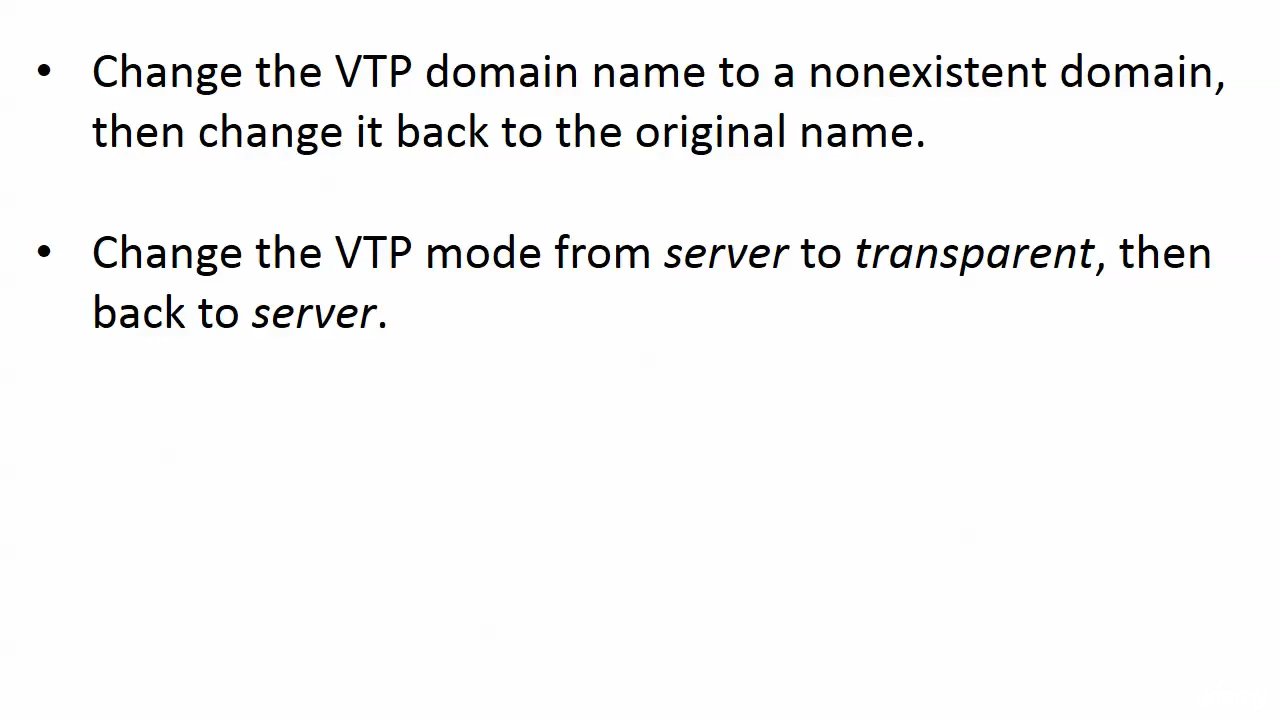 • Change the VTP domain name to a nonexistent domain,
then change it back to the original name.
• Change the VTP mode from server to transparent, then
back to server.